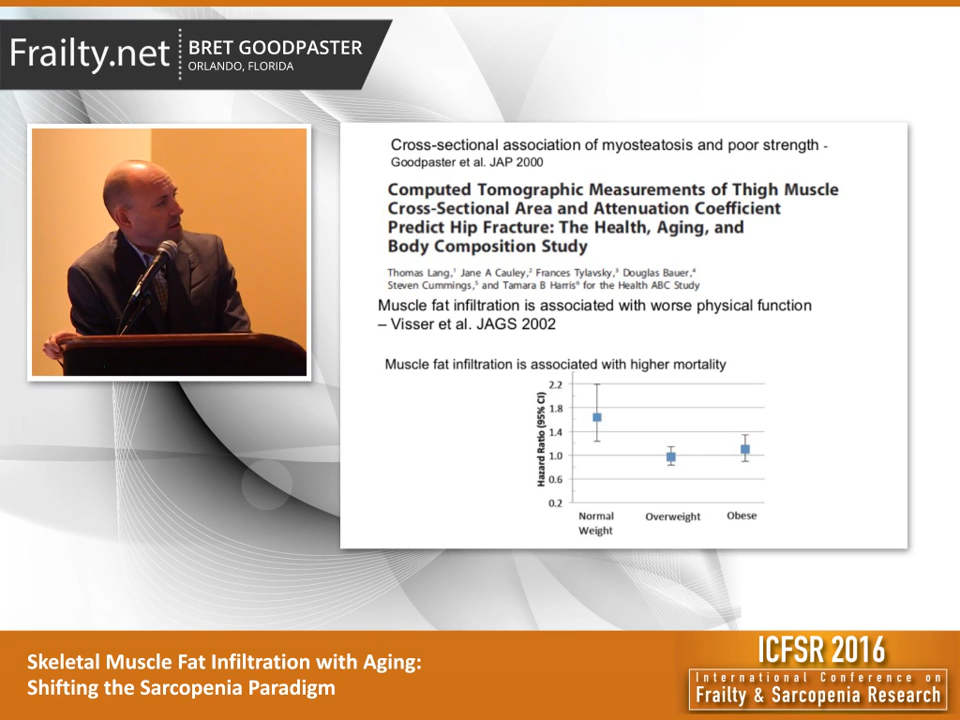 Frailty.net
BRET GOODPASTER
ORLANDO, FLORIDA
Cross-sectional association of myosteatosis and poor strength -
Goodpaster et al. JAP 2000
Computed Tomographic Measurements of Thigh Muscle
Cross-Sectional Area and Attenuation Coefficient
Predict Hip Fracture: The Health, Aging, and
Body Composition Study
Thomas Lang,¹ Jane A Cauley,² Frances Tylavsky,³ Douglas Bauer,⁴
Steven Cummings,⁵ and Tamara B Harris⁶ for the Health ABC Study
Muscle fat infiltration is associated with worse physical function
– Visser et al. JAGS 2002
Muscle fat infiltration is associated with higher mortality
Hazard Ratio (95% CI)
2.2
1.8
1.4
1.0
0.6
0.2
Normal
Weight
Overweight
Obese
Skeletal Muscle Fat Infiltration with Aging:
Shifting the Sarcopenia Paradigm
ICFSR 2016
International Conference on
Frailty & Sarcopenia Research